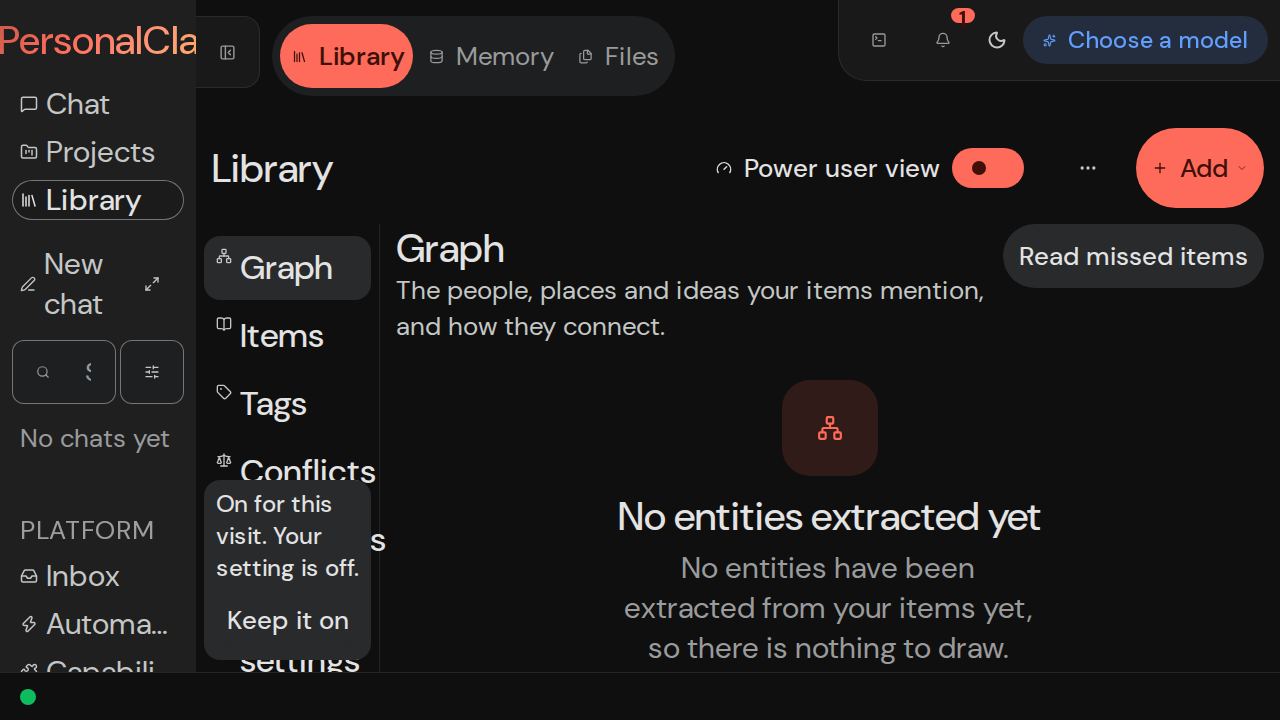 PersonalCla
Chat
Projects
Library
New
chat
No chats yet
PLATFORM
Inbox
Automa...
Capabili
Library
Memory
Files
1
Choose a model
Library
Power user view
Add
Graph
Items
Tags
Conflicts
s
settings
On for this
visit. Your
setting is off.
Keep it on
Graph
The people, places and ideas your items mention,
and how they connect.
Read missed items
No entities extracted yet
No entities have been
extracted from your items yet,
so there is nothing to draw.